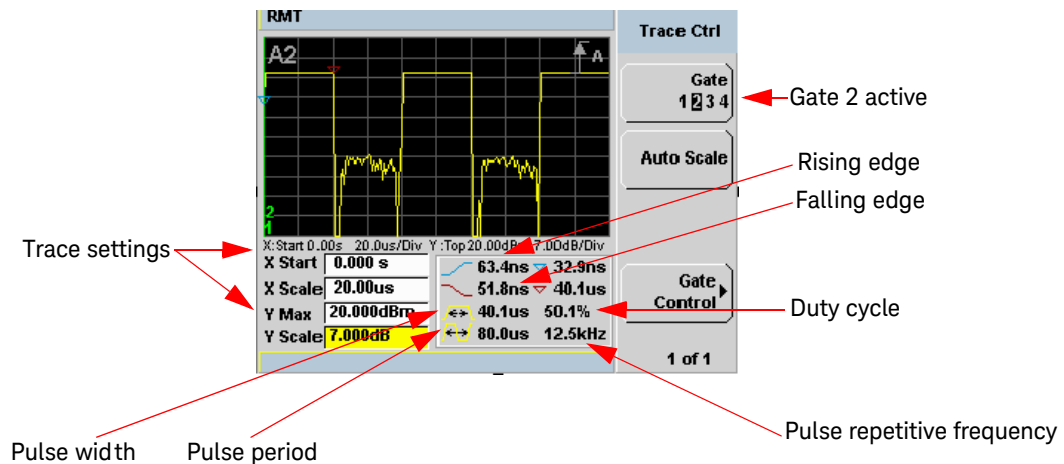 RMT
Trace Ctrl
A2
A
Gate
1 2 3 4
Gate 2 active
Auto Scale
Rising edge
Falling edge
2
1
X:Start 0.00s 20.0us/Div Y:Top 20.00dB 7.00dB/Div
Trace settings
X Start 0.000 s
63.4ns 32.9ns
X Scale 20.00us
51.8ns 40.1us
Gate
Control
Y Max 20.000dBm
40.1us 50.1%
Duty cycle
Y Scale 7.000dB
80.0us 12.5kHz
1 of 1
Pulse width
Pulse period
Pulse repetitive frequency